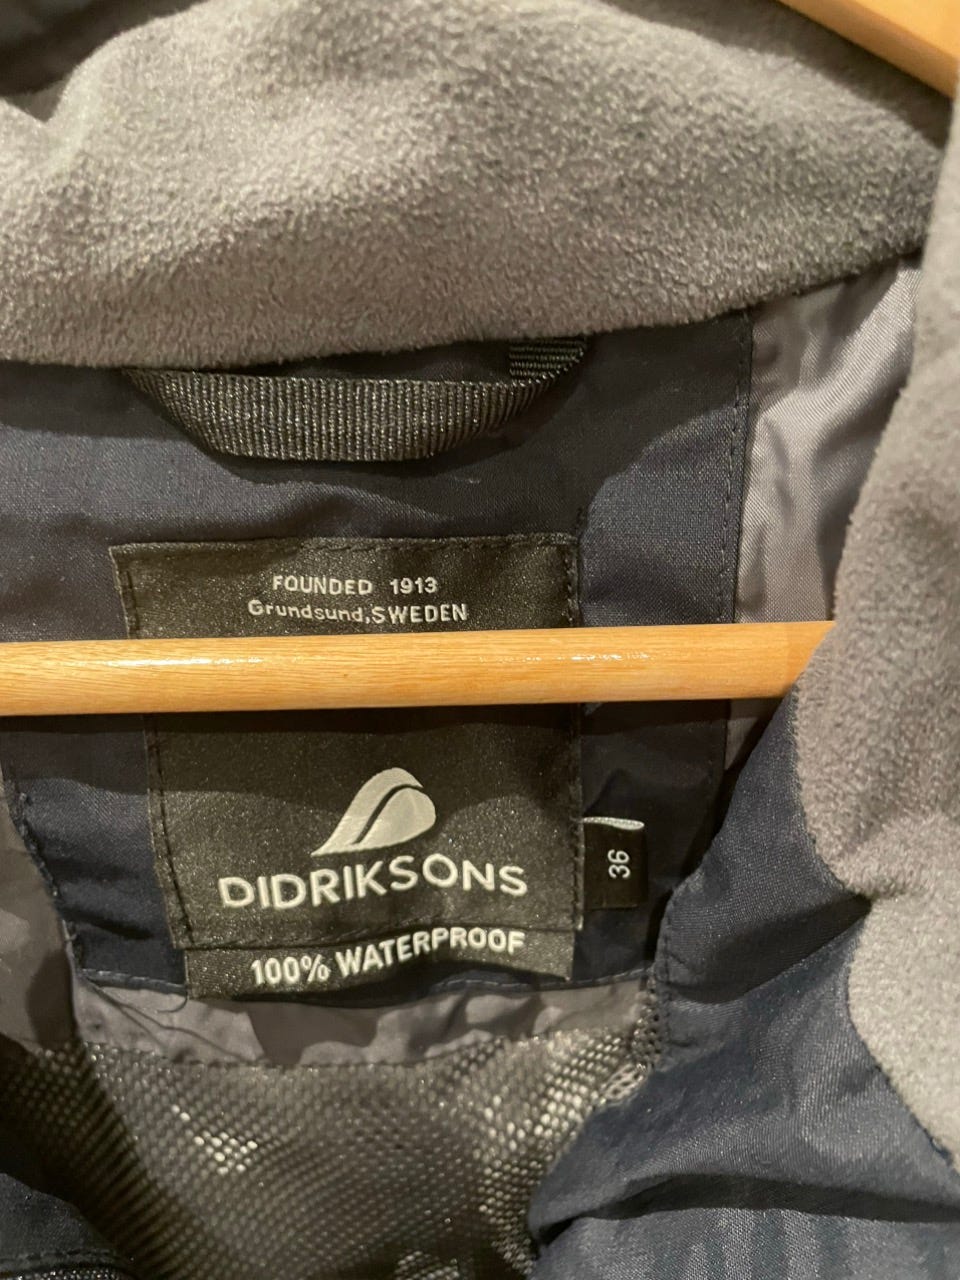 FOUNDED 1913
Grundsund,SWEDEN
DIDRIKSONS
36
100% WATERPROOF